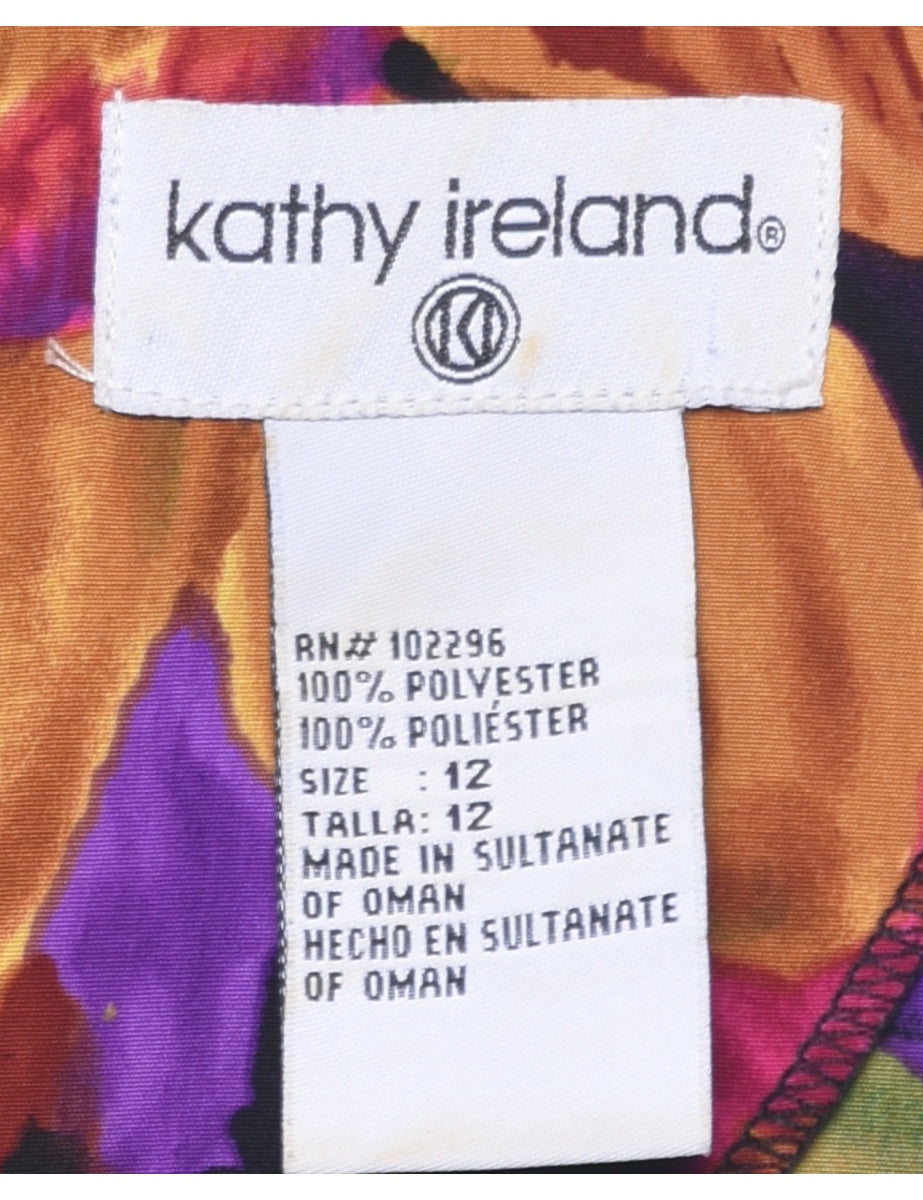 kathy ireland®
KI
RN# 102296
100% POLYESTER
100% POLIÉSTER
SIZE : 12
TALLA: 12
MADE IN SULTANATE
OF OMAN
HECHO EN SULTANATE
OF OMAN